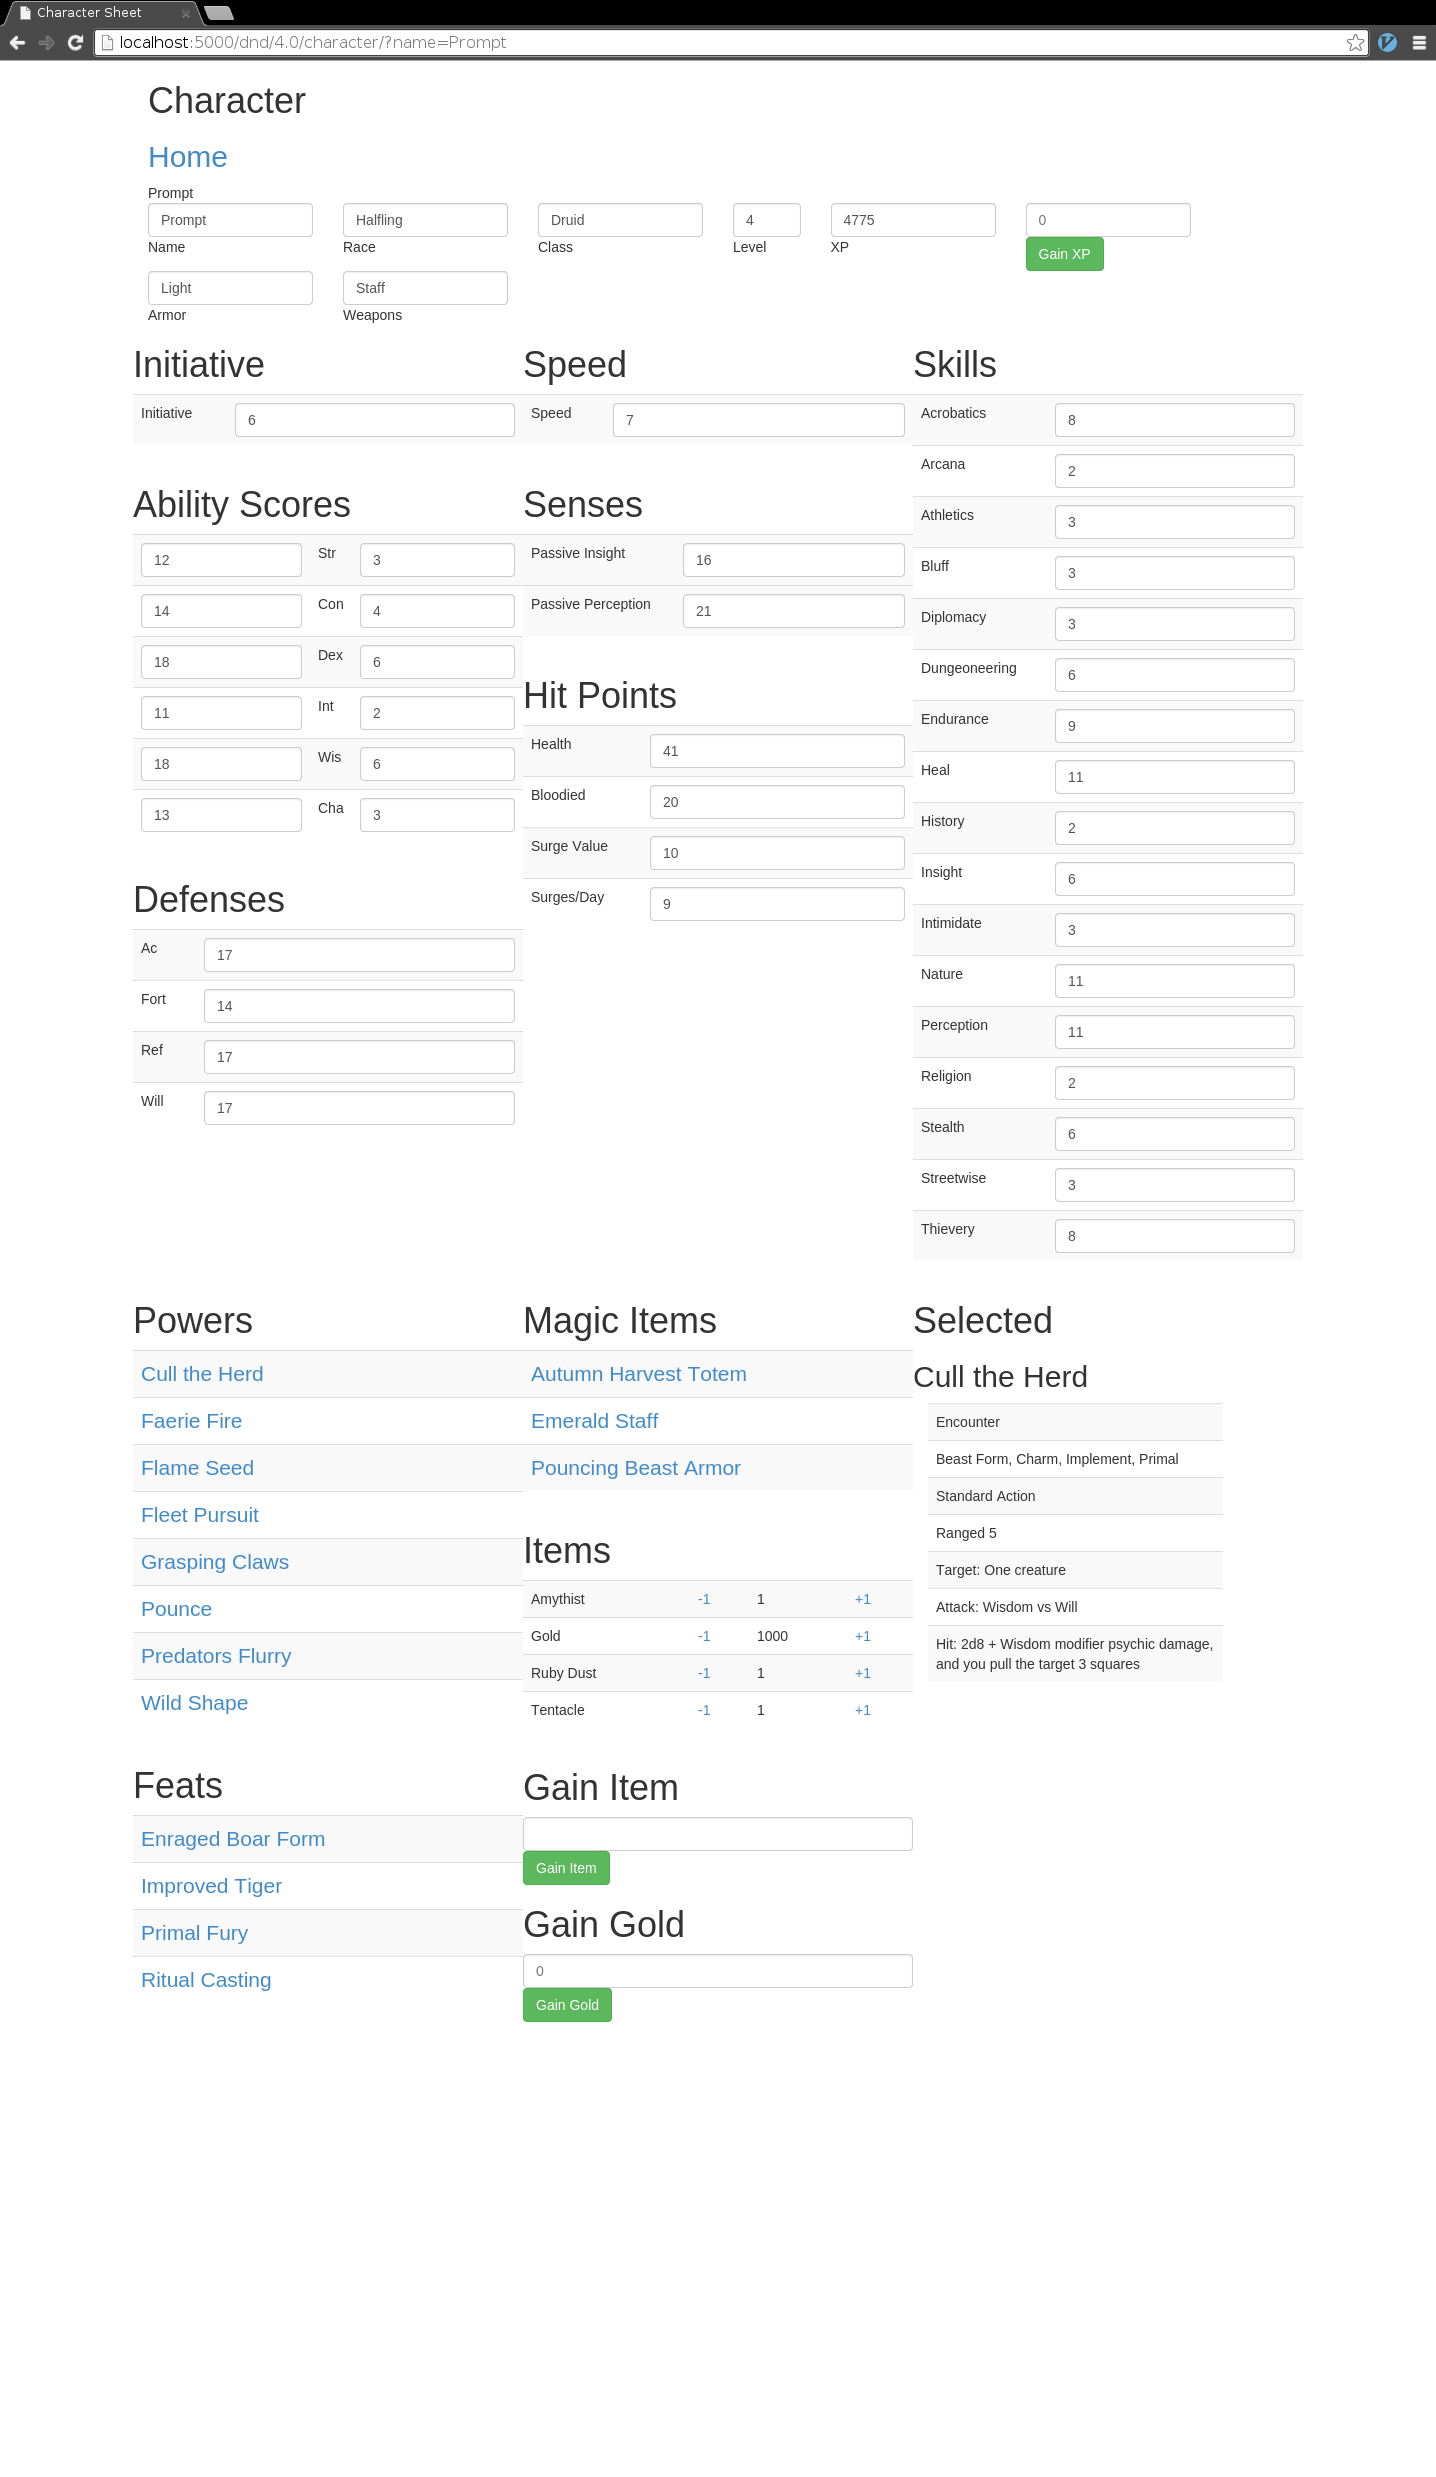 Character Sheet
localhost:5000/dnd/4.0/character/?name=Prompt
Character
Home
Prompt
Prompt Halfling Druid 4 4775 0
Name Race Class Level XP Gain XP
Light Staff
Armor Weapons
Initiative
Initiative 6
Ability Scores
12 Str 3
14 Con 4
18 Dex 6
11 Int 2
18 Wis 6
13 Cha 3
Defenses
Ac 17
Fort 14
Ref 17
Will 17
Speed
Speed 7
Senses
Passive Insight 16
Passive Perception 21
Hit Points
Health 41
Bloodied 20
Surge Value 10
Surges/Day 9
Skills
Acrobatics 8
Arcana 2
Athletics 3
Bluff 3
Diplomacy 3
Dungeoneering 6
Endurance 9
Heal 11
History 2
Insight 6
Intimidate 3
Nature 11
Perception 11
Religion 2
Stealth 6
Streetwise 3
Thievery 8
Powers
Cull the Herd
Faerie Fire
Flame Seed
Fleet Pursuit
Grasping Claws
Pounce
Predators Flurry
Wild Shape
Feats
Enraged Boar Form
Improved Tiger
Primal Fury
Ritual Casting
Magic Items
Autumn Harvest Totem
Emerald Staff
Pouncing Beast Armor
Items
Amythist -1 1 +1
Gold -1 1000 +1
Ruby Dust -1 1 +1
Tentacle -1 1 +1
Gain Item
Gain Item
Gain Gold
0
Gain Gold
Selected
Cull the Herd
Encounter
Beast Form, Charm, Implement, Primal
Standard Action
Ranged 5
Target: One creature
Attack: Wisdom vs Will
Hit: 2d8 + Wisdom modifier psychic damage,
and you pull the target 3 squares